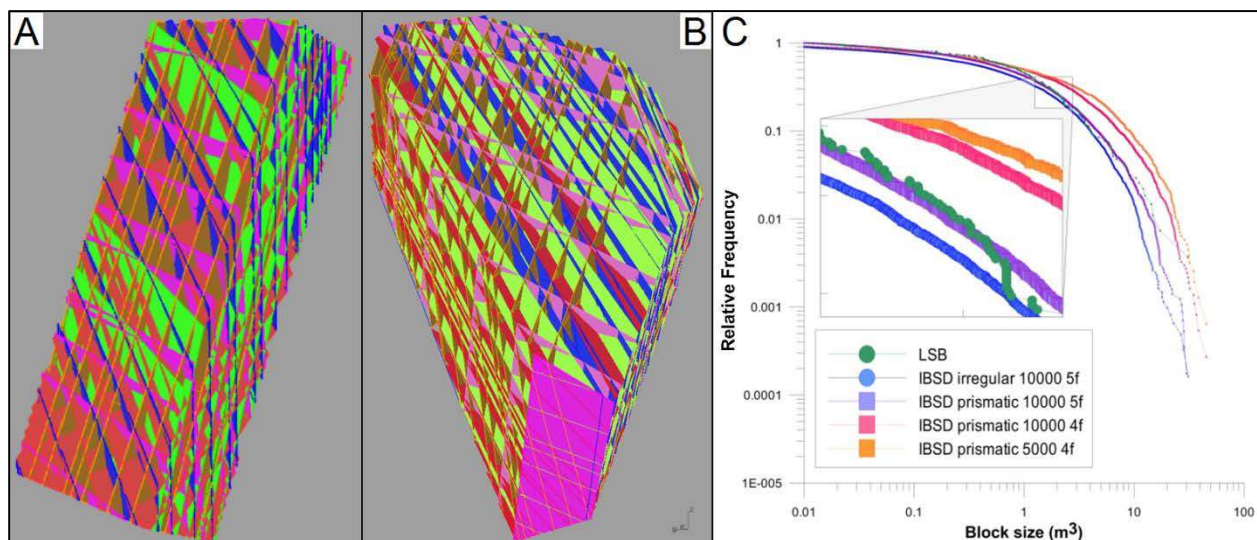 A
B
C
1
0.1
0.01
0.001
0.0001
1E-005
Relative Frequency
LSB
IBSD irregular 10000 5f
IBSD prismatic 10000 5f
IBSD prismatic 10000 4f
IBSD prismatic 5000 4f
0.01 0.1 1 10 100
Block size (m³)